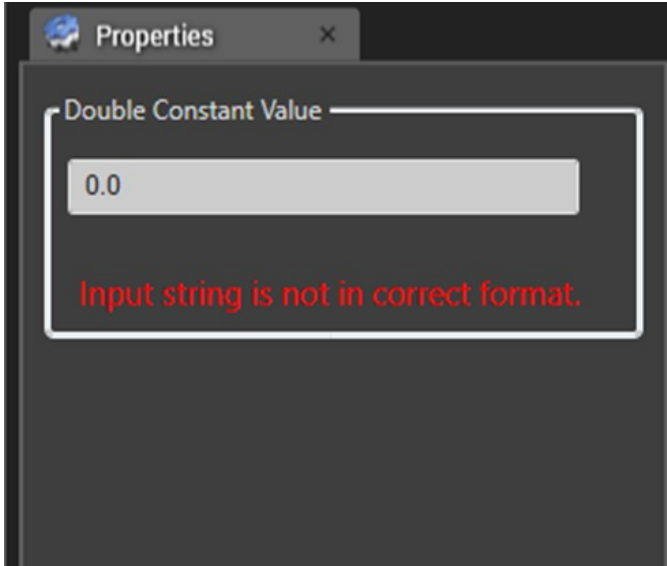 Properties
Double Constant Value
0.0
Input string is not in correct format.